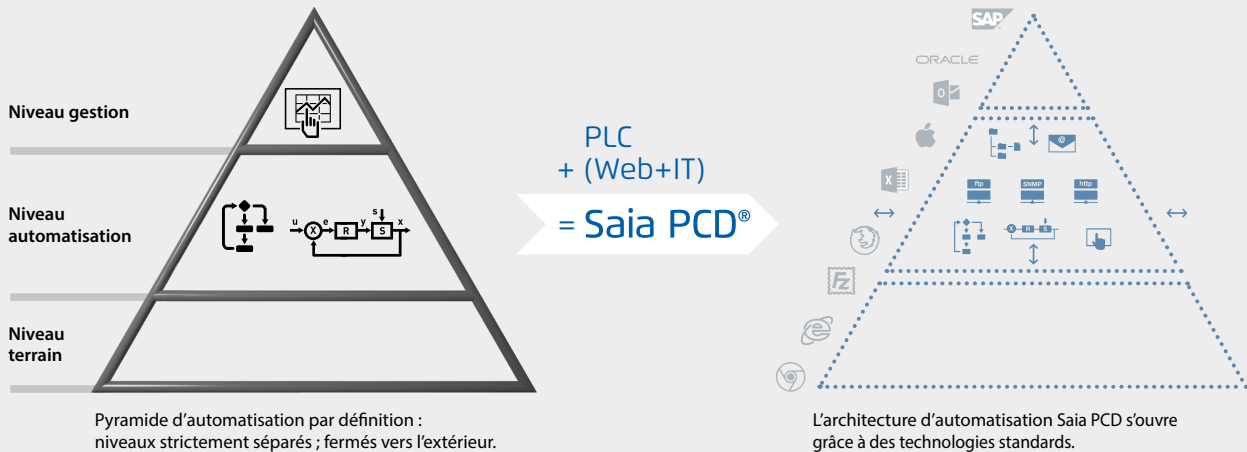 Niveau gestion
Niveau
automatisation
Niveau
terrain
u
e
y
s
x
X
R
S
Pyramide d’automatisation par définition :
niveaux strictement séparés ; fermés vers l’extérieur.
PLC
+ (Web+IT)
= Saia PCD®
SAP
ORACLE
O
X
Fz
@
ftp
SNMP
http
X
R
S
L’architecture d’automatisation Saia PCD s’ouvre
grâce à des technologies standards.